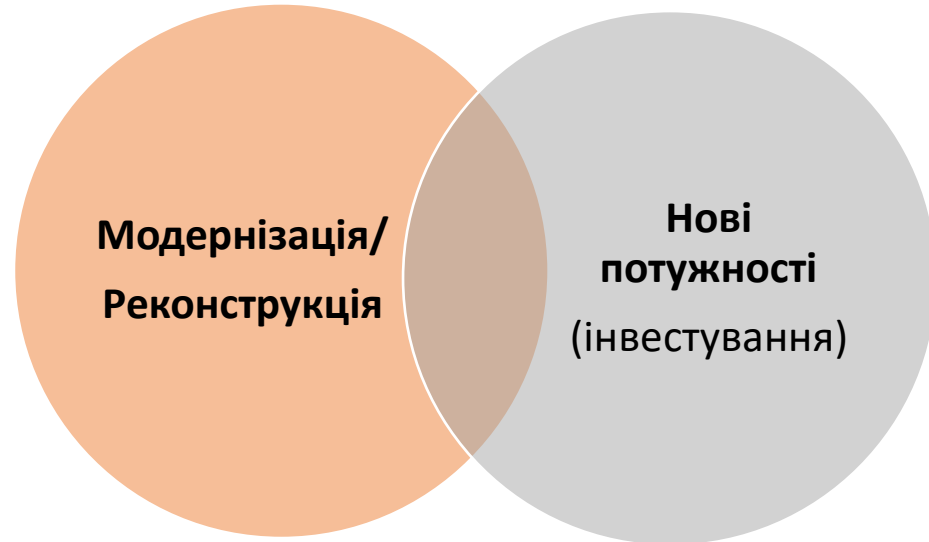 Модернізація/
Реконструкція
Нові
потужності
(інвестування)